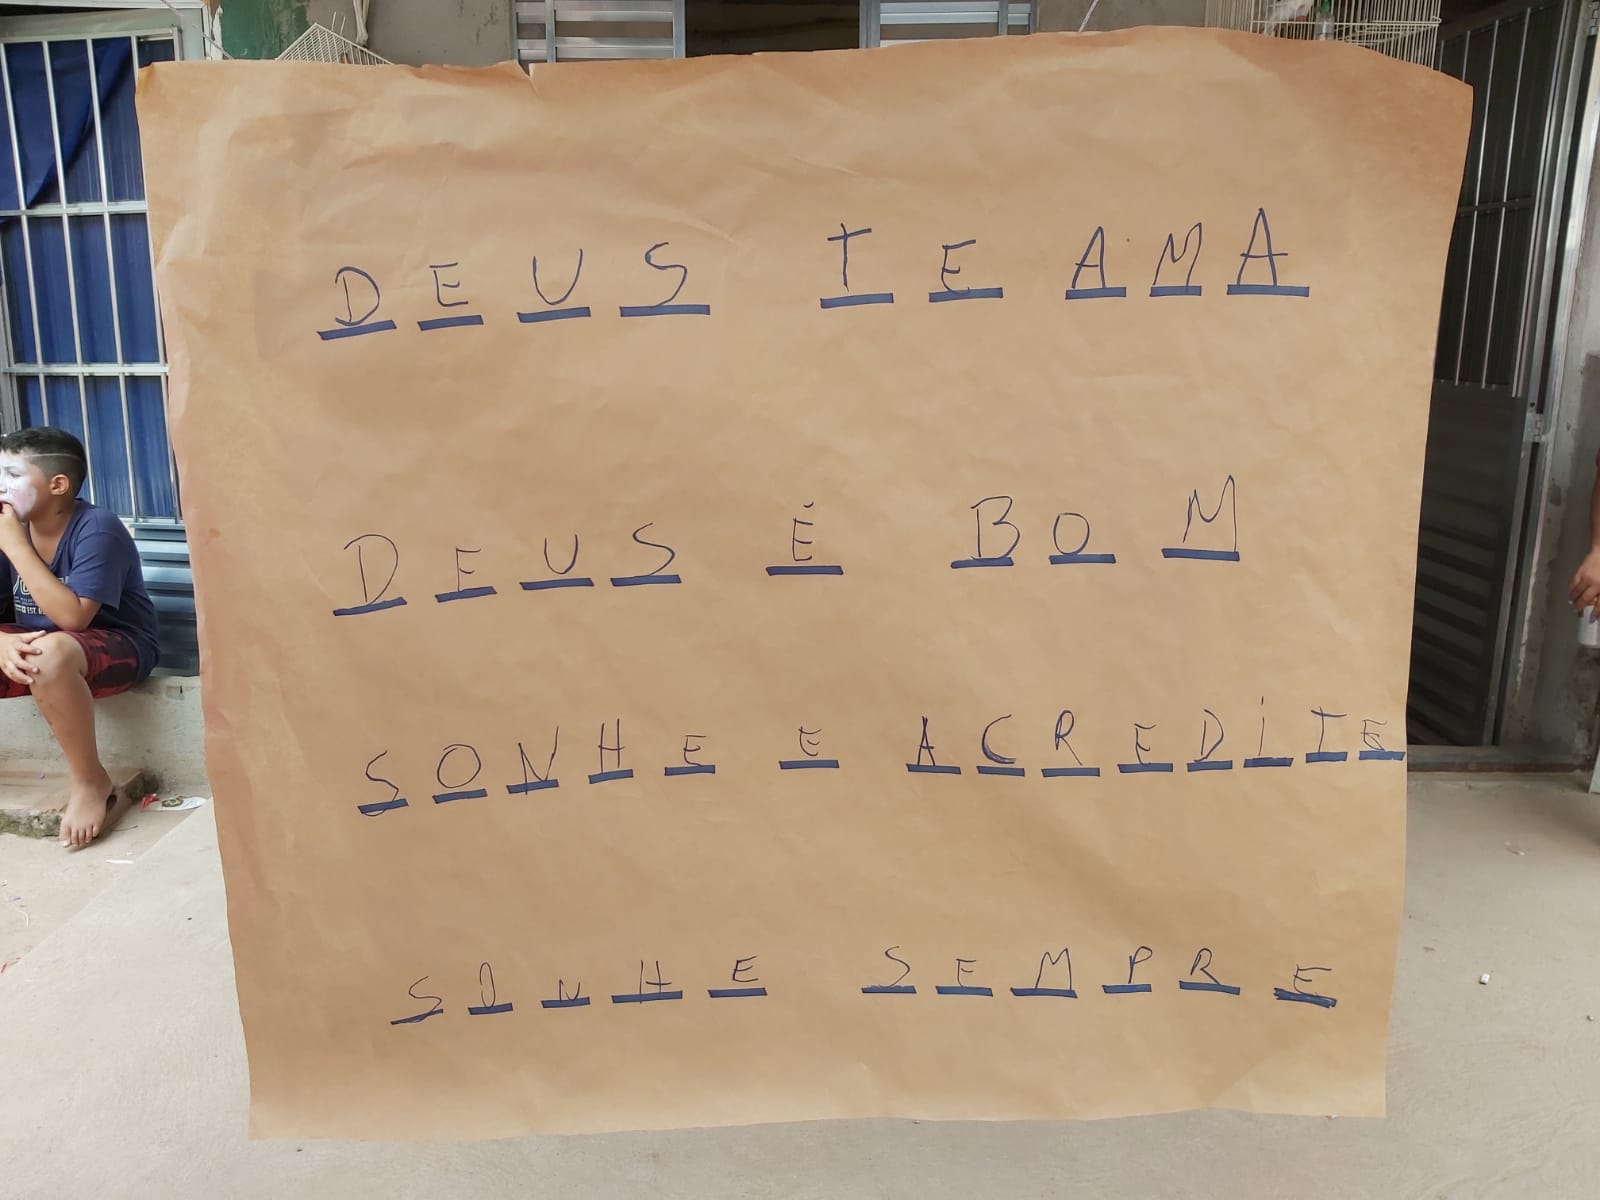 DEUS TE AMA
DEUS É BOM
SONHE E ACREDITE
SONHE SEMPRE